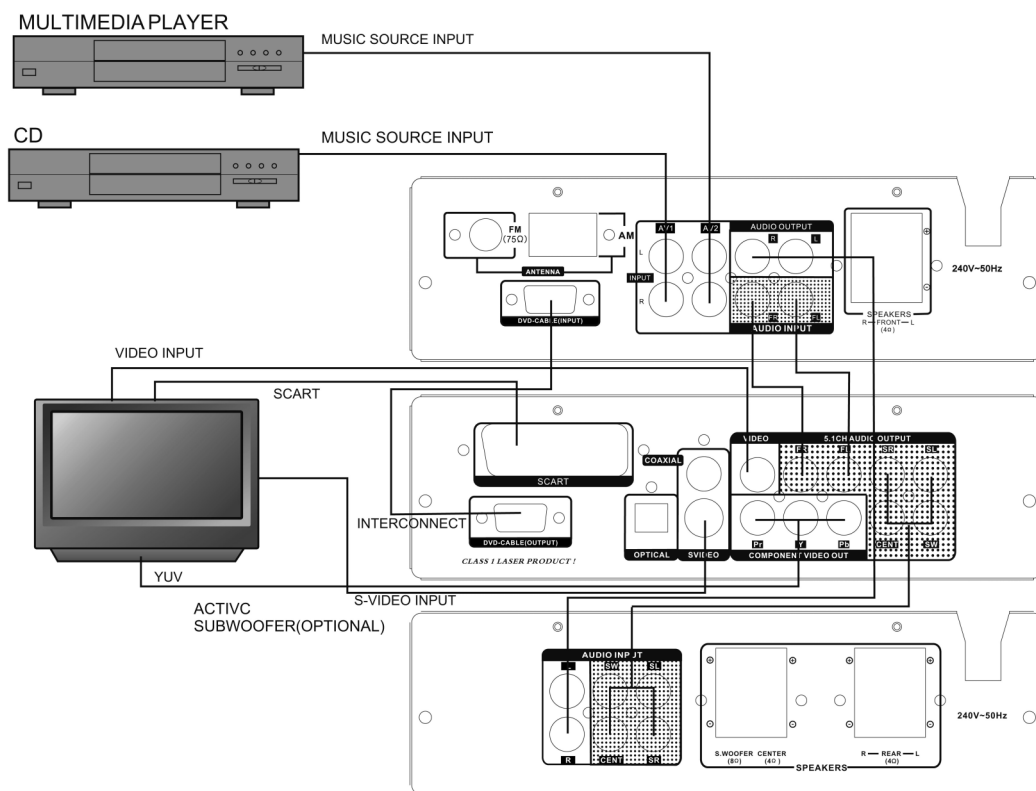 MULTIMEDIA PLAYER
MUSIC SOURCE INPUT
CD
MUSIC SOURCE INPUT
FM
(75Ω)
AM
ANTENNA
DVD-CABLE(INPUT)
AV1
AV2
L
INPUT
R
AUDIO OUTPUT
R
L
FR
FL
AUDIO INPUT
SPEAKERS
R—FRONT—L
(4Ω)
240V~50Hz
VIDEO INPUT
SCART
VIDEO
5.1CH AUDIO OUTPUT
FR
FL
SR
SL
COAXIAL
SCART
INTERCONNECT
DVD-CABLE(OUTPUT)
OPTICAL
SVIDEO
Pr
Y
Pb
COMPONENT VIDEO OUT
CENT
SW
CLASS 1 LASER PRODUCT !
YUV
S-VIDEO INPUT
ACTIVC
SUBWOOFER(OPTIONAL)
AUDIO INPUT
L
SW
SL
R
CENT
SR
S.WOOFER
(8Ω)
CENTER
(4Ω )
R — REAR — L
(4Ω)
SPEAKERS
240V~50Hz